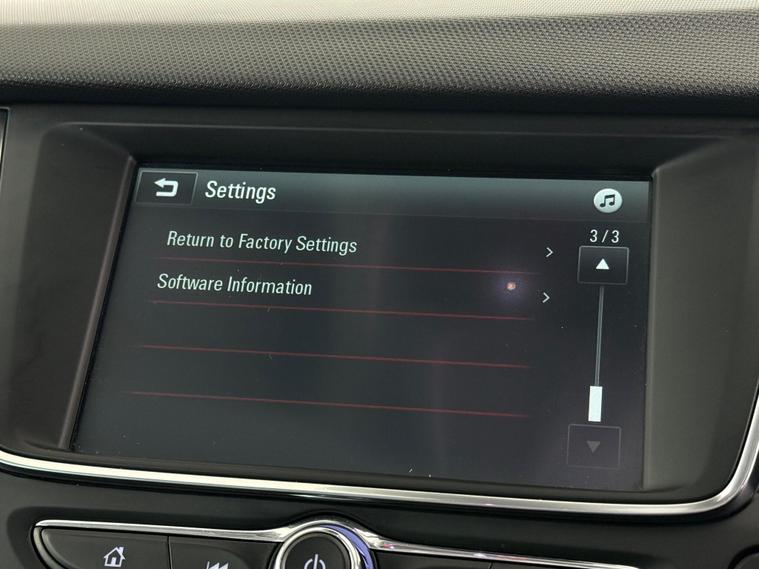 Settings
3 / 3
Return to Factory Settings
Software Information